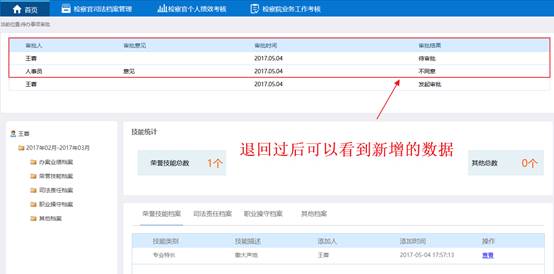 首页 检察官司法档案管理 检察官个人绩效考核 检察院业务工作考核
当前位置:待办事项审批
审批人 审批意见 审批时间 审批结果
王蓉 2017.05.04 待审批
人事员 意见 2017.05.04 不同意
王蓉 2017.05.04 发起审批
王蓉
2017年02月-2017年03月
办案业绩档案
荣誉技能档案
司法责任档案
职业操守档案
其他档案
技能统计
退回过后可以看到新增的数据
荣誉技能总数 1个 其他总数 0个
荣誉技能档案 司法责任档案 职业操守档案 其他档案
技能类别 技能描述 添加人 添加时间 操作
专业特长 王蓉 2017-05-04 17:57:13 查看